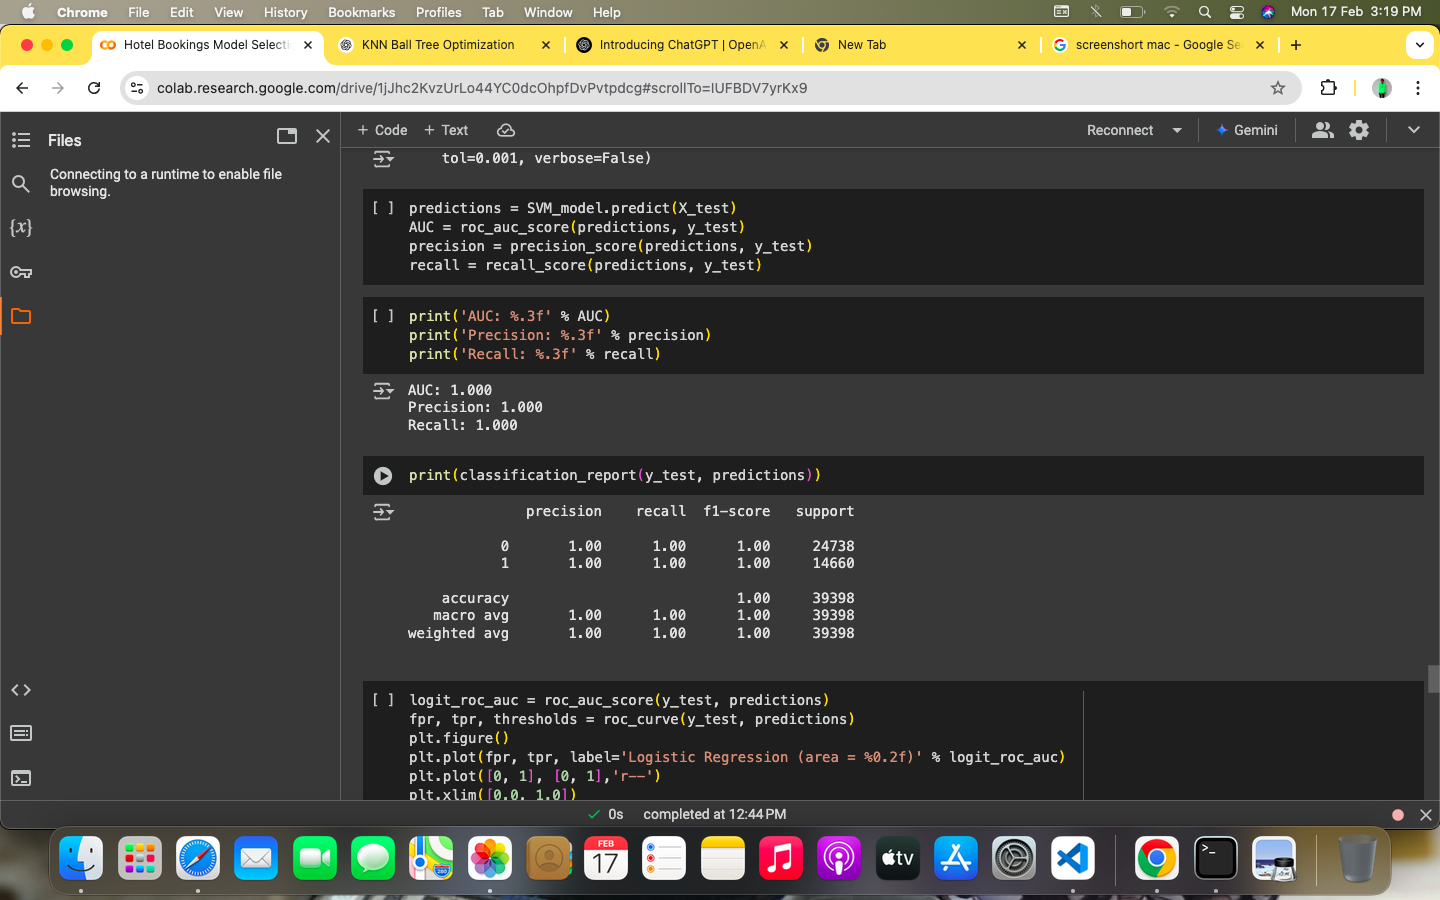 Chrome File Edit View History Bookmarks Profiles Tab Window Help Mon 17 Feb 3:19 PM
Hotel Bookings Model Selecti KNN Ball Tree Optimization Introducing ChatGPT | OpenA New Tab screenshort mac - Google Se
colab.research.google.com/drive/1jJhc2KvzUrLo44YC0dcOhpfDvPvtpdcg#scrollTo=IUFBDV7yrKx9
Files
Connecting to a runtime to enable file
browsing.
{x}
+ Code + Text Reconnect Gemini
tol=0.001, verbose=False)
[ ] predictions = SVM_model.predict(X_test)
AUC = roc_auc_score(predictions, y_test)
precision = precision_score(predictions, y_test)
recall = recall_score(predictions, y_test)
[ ] print('AUC: %.3f' % AUC)
print('Precision: %.3f' % precision)
print('Recall: %.3f' % recall)
AUC: 1.000
Precision: 1.000
Recall: 1.000
print(classification_report(y_test, predictions))
precision recall f1-score support
0 1.00 1.00 1.00 24738
1 1.00 1.00 1.00 14660
accuracy 1.00 39398
macro avg 1.00 1.00 1.00 39398
weighted avg 1.00 1.00 1.00 39398
[ ] logit_roc_auc = roc_auc_score(y_test, predictions)
fpr, tpr, thresholds = roc_curve(y_test, predictions)
plt.figure()
plt.plot(fpr, tpr, label='Logistic Regression (area = %0.2f)' % logit_roc_auc)
plt.plot([0, 1], [0, 1],'r--')
plt.xlim([0.0, 1.0])
0s completed at 12:44 PM
FEB
17
280
tv
>_